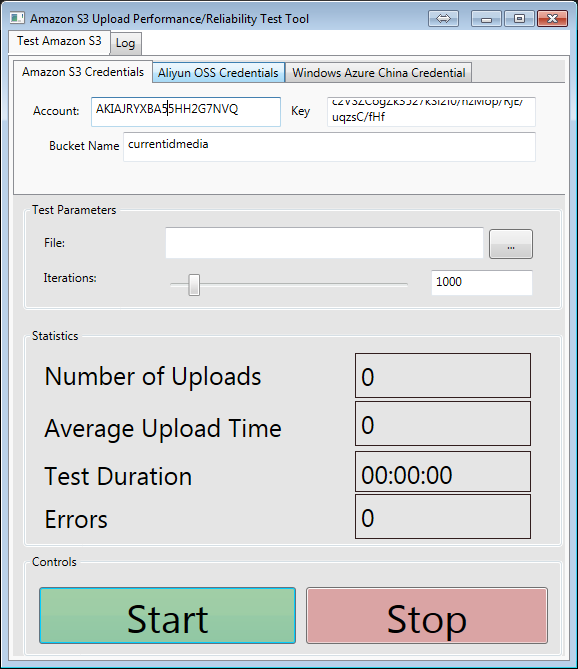 Amazon S3 Upload Performance/Reliability Test Tool
Test Amazon S3
Log
Amazon S3 Credentials
Aliyun OSS Credentials
Windows Azure China Credential
Account:
AKIAJRYXBA55HH2G7NVQ
Key
uqzsC/fHf
Bucket Name
currentidmedia
Test Parameters
File:
...
Iterations:
1000
Statistics
Number of Uploads
0
Average Upload Time
0
Test Duration
00:00:00
Errors
0
Controls
Start
Stop